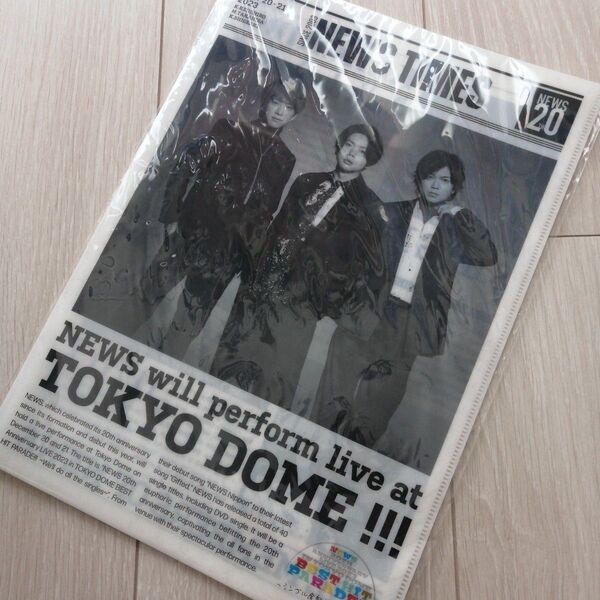 20-21
2023
NEWS TIMES
NEWS
20
NEWS will perform live at
TOKYO DOME !!!
NEWS, which celebrated its 20th anniversary
since its formation and debut this year, will
hold a live performance at Tokyo Dome on
December 20 and 21. The title is "NEWS 20th
Anniversary LIVE 2023 in TOKYO DOME BEST
HIT PARADE!!! ~We'll do all the singles~". From
their debut song "NEWS Nippon" to their latest
song "Gifted" NEWS has released a total of 40
single titles, including DVD single. It will be a
euphoric performance befitting the 20th
anniversary, captivating the all fans in the
venue with their spectacular performance.
NEWS
BEST HIT
PARADE